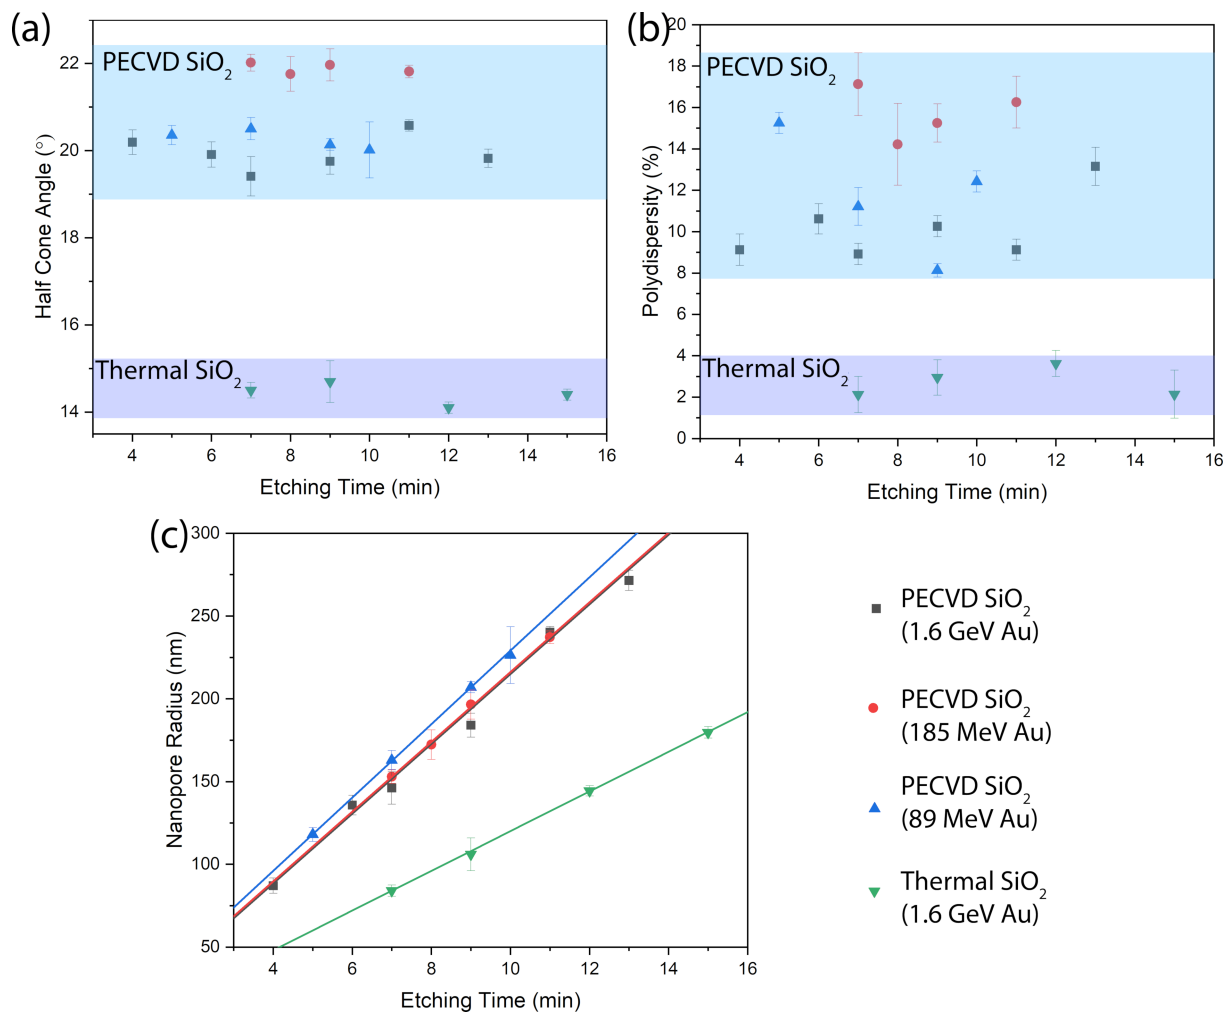 (a)
22
20
18
16
14
Half Cone Angle (°)
PECVD SiO₂
Thermal SiO₂
4 6 8 10 12 14 16
Etching Time (min)
(b)
20
18
16
14
12
10
8
6
4
2
0
Polydispersity (%)
PECVD SiO₂
Thermal SiO₂
4 6 8 10 12 14 16
Etching Time (min)
(c)
300
250
200
150
100
50
Nanopore Radius (nm)
4 6 8 10 12 14 16
Etching Time (min)
PECVD SiO₂
(1.6 GeV Au)
PECVD SiO₂
(185 MeV Au)
PECVD SiO₂
(89 MeV Au)
Thermal SiO₂
(1.6 GeV Au)